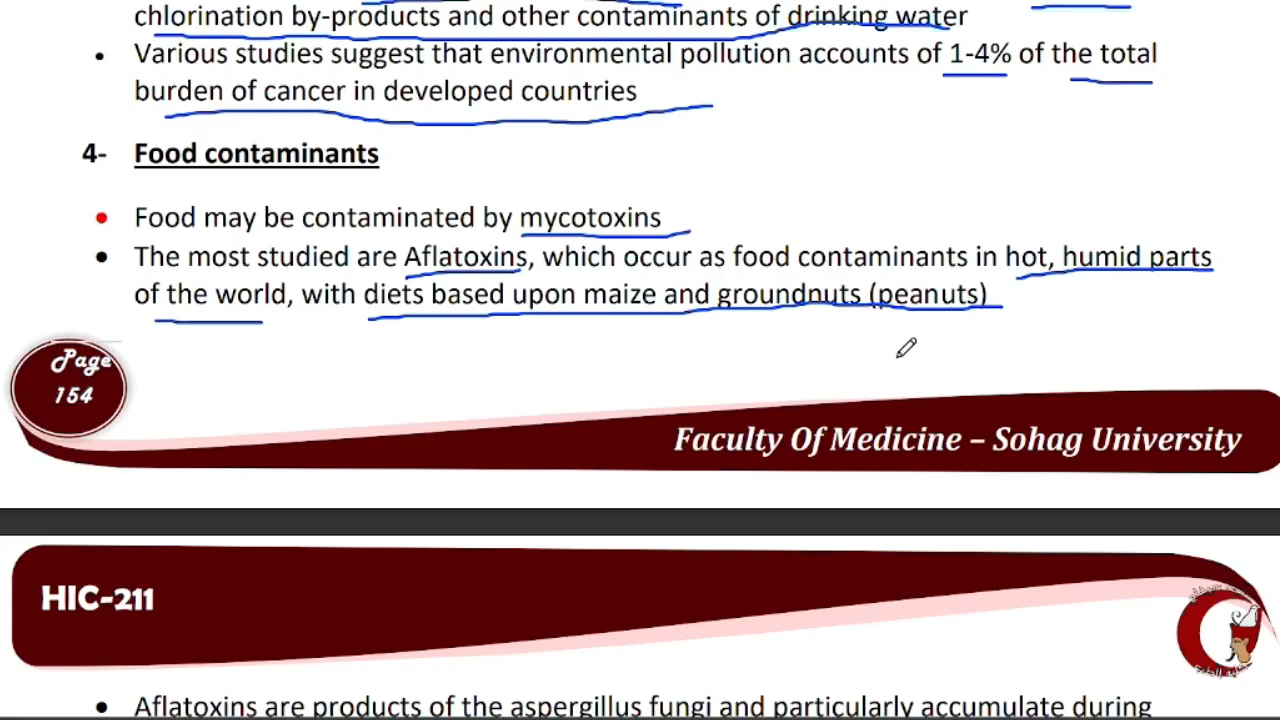 chlorination by-products and other contaminants of drinking water
• Various studies suggest that environmental pollution accounts of 1-4% of the total
burden of cancer in developed countries
4- Food contaminants
• Food may be contaminated by mycotoxins
• The most studied are Aflatoxins, which occur as food contaminants in hot, humid parts
of the world, with diets based upon maize and groundnuts (peanuts)
Page
154
Faculty Of Medicine – Sohag University
HIC-211
• Aflatoxins are products of the aspergillus fungi and particularly accumulate during